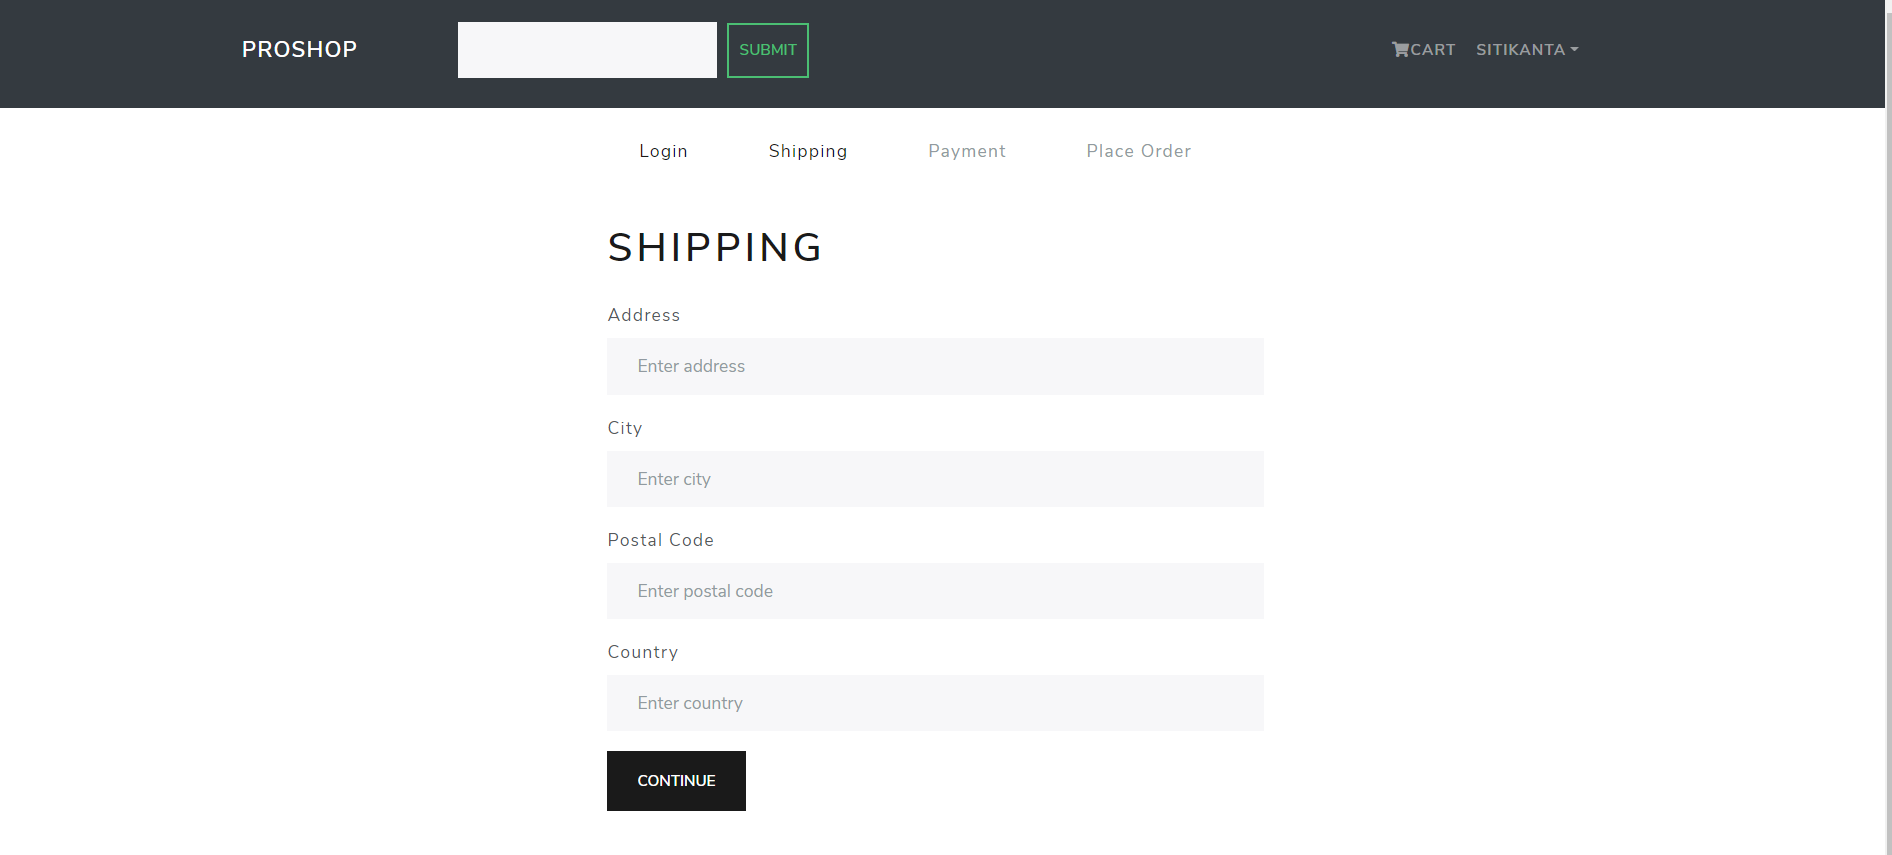 PROSHOP SUBMIT CART SITIKANTA
Login Shipping Payment Place Order
SHIPPING
Address
Enter address
City
Enter city
Postal Code
Enter postal code
Country
Enter country
CONTINUE